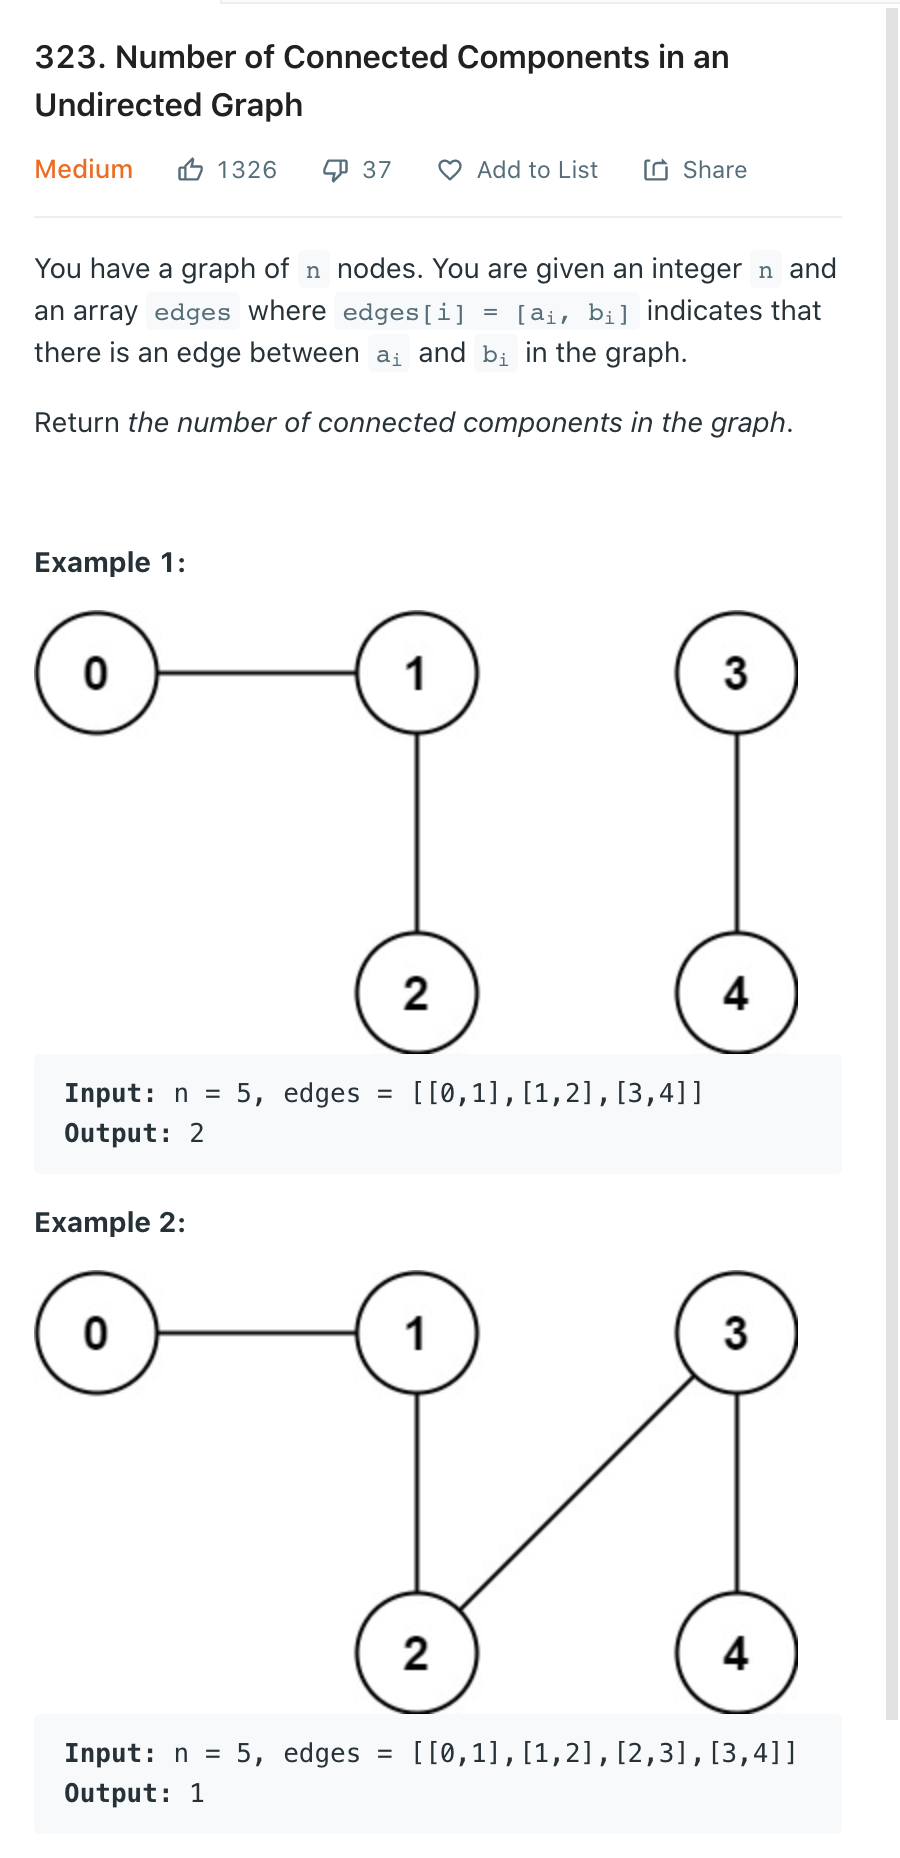 323. Number of Connected Components in an
Undirected Graph
Medium 1326 37 Add to List Share
You have a graph of n nodes. You are given an integer n and
an array edges where edges[i] = [aᵢ, bᵢ] indicates that
there is an edge between aᵢ and bᵢ in the graph.
Return the number of connected components in the graph.
Example 1:
0 1 3
2 4
Input: n = 5, edges = [[0,1],[1,2],[3,4]]
Output: 2
Example 2:
0 1 3
2 4
Input: n = 5, edges = [[0,1],[1,2],[2,3],[3,4]]
Output: 1